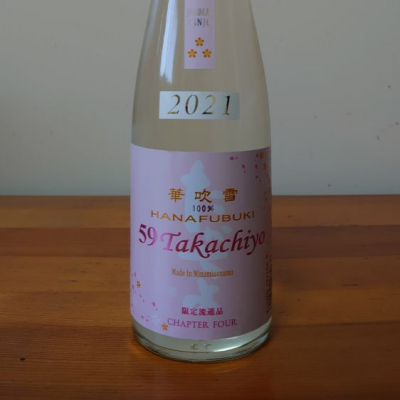 2021
華吹雪
100%
HANAFUBUKI
59 Takachiyo
Made In Minamiuonuma
限定流通品
CHAPTER FOUR